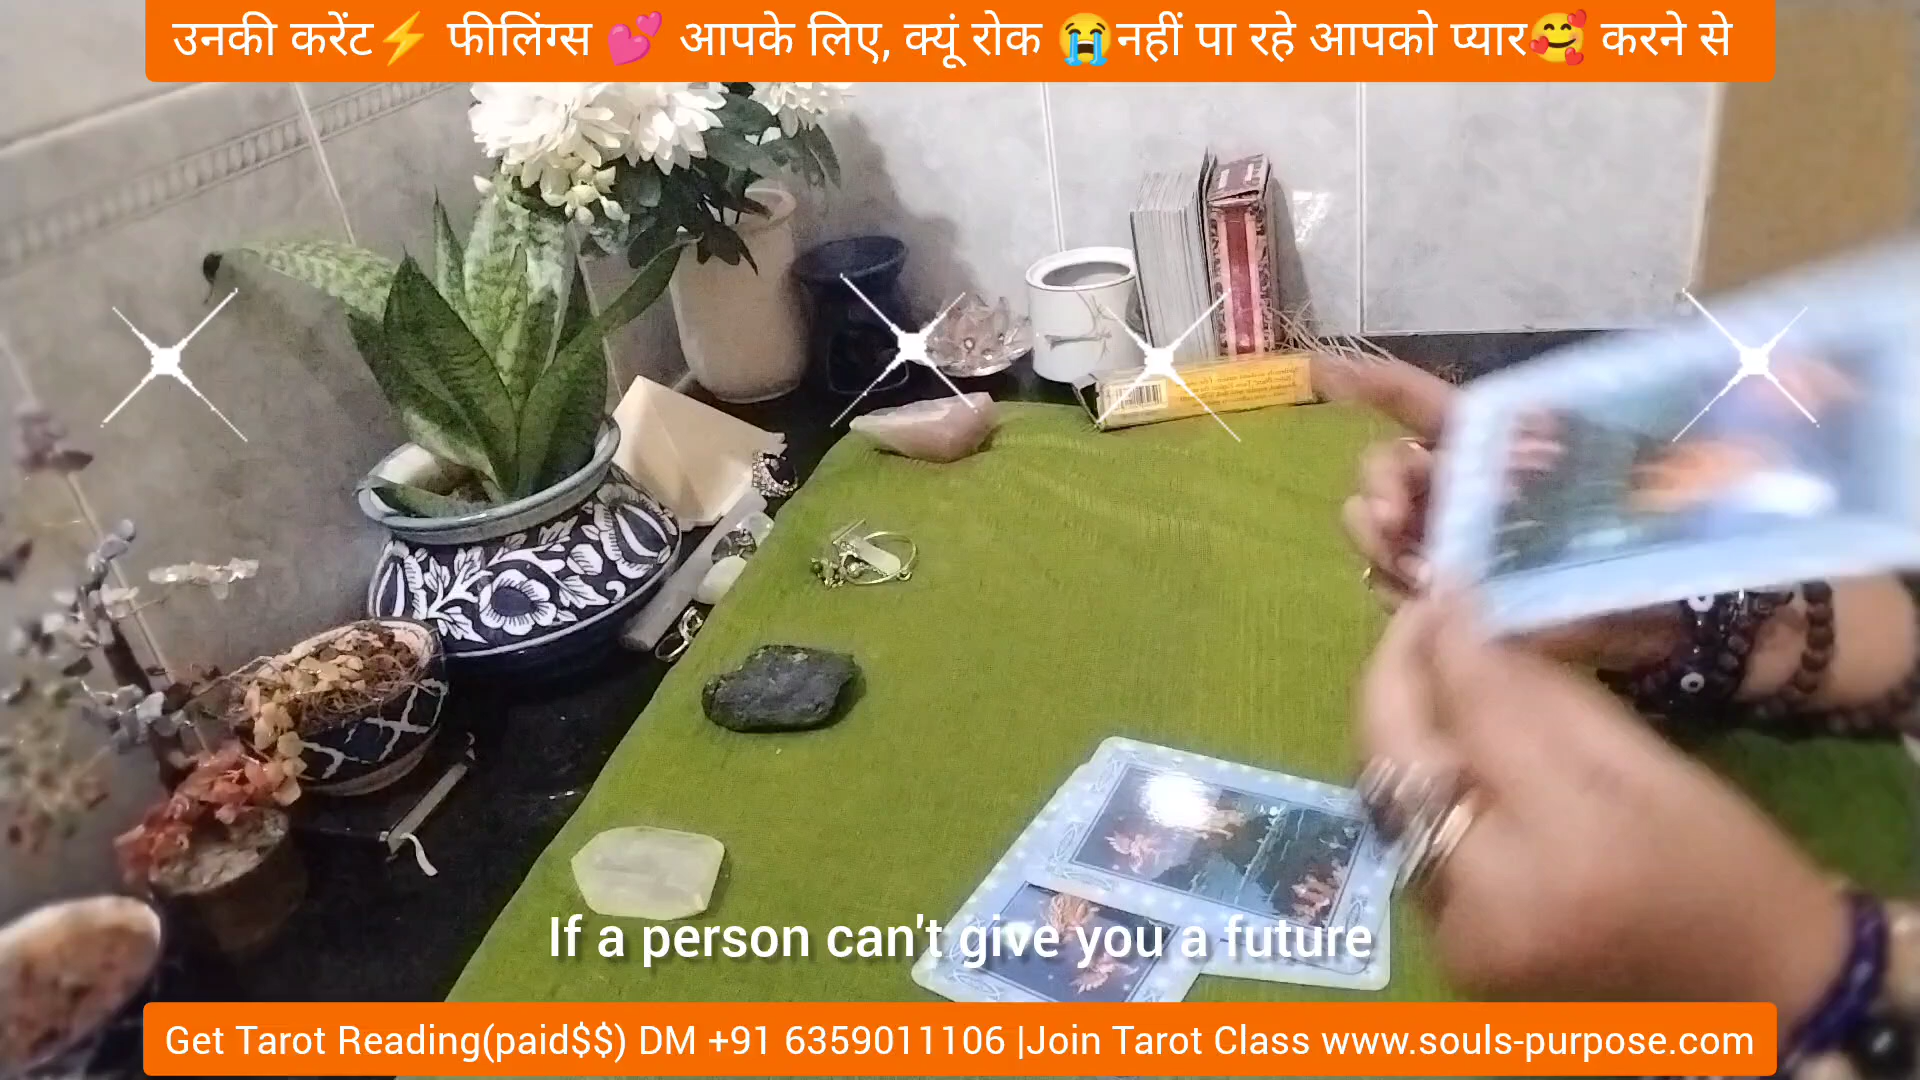 उनकी करेंट⚡ फीलिंग्स 💕 आपके लिए, क्यूं रोक 😭नहीं पा रहे आपको प्यार🥰 करने से
If a person can't give you a future
Get Tarot Reading(paid$$) DM +91 6359011106 |Join Tarot Class www.souls-purpose.com